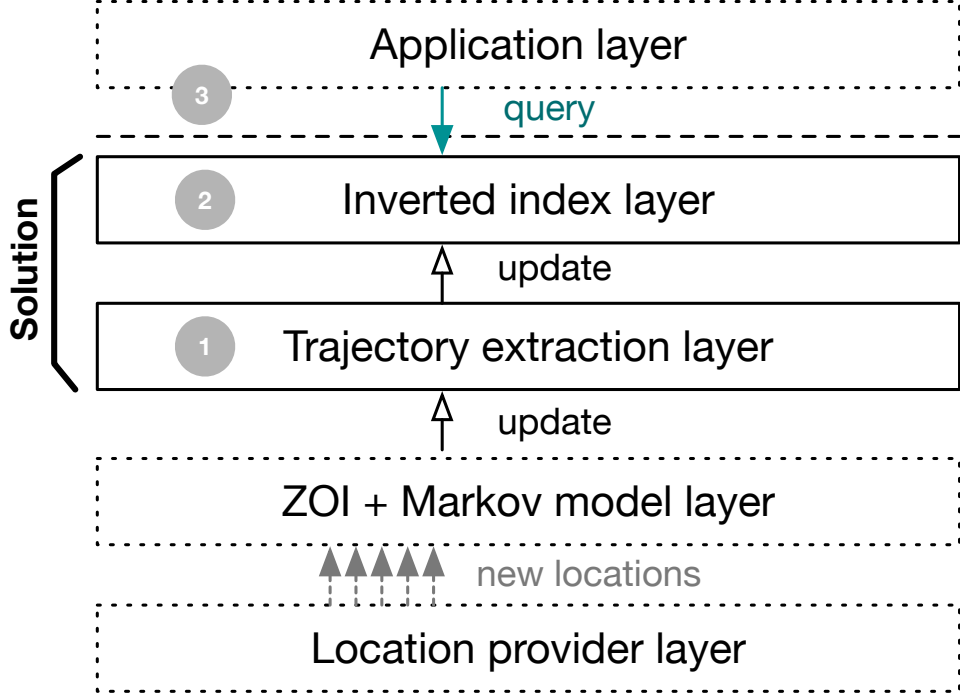 Application layer
3
query
Solution
2
Inverted index layer
update
1
Trajectory extraction layer
update
ZOI + Markov model layer
new locations
Location provider layer